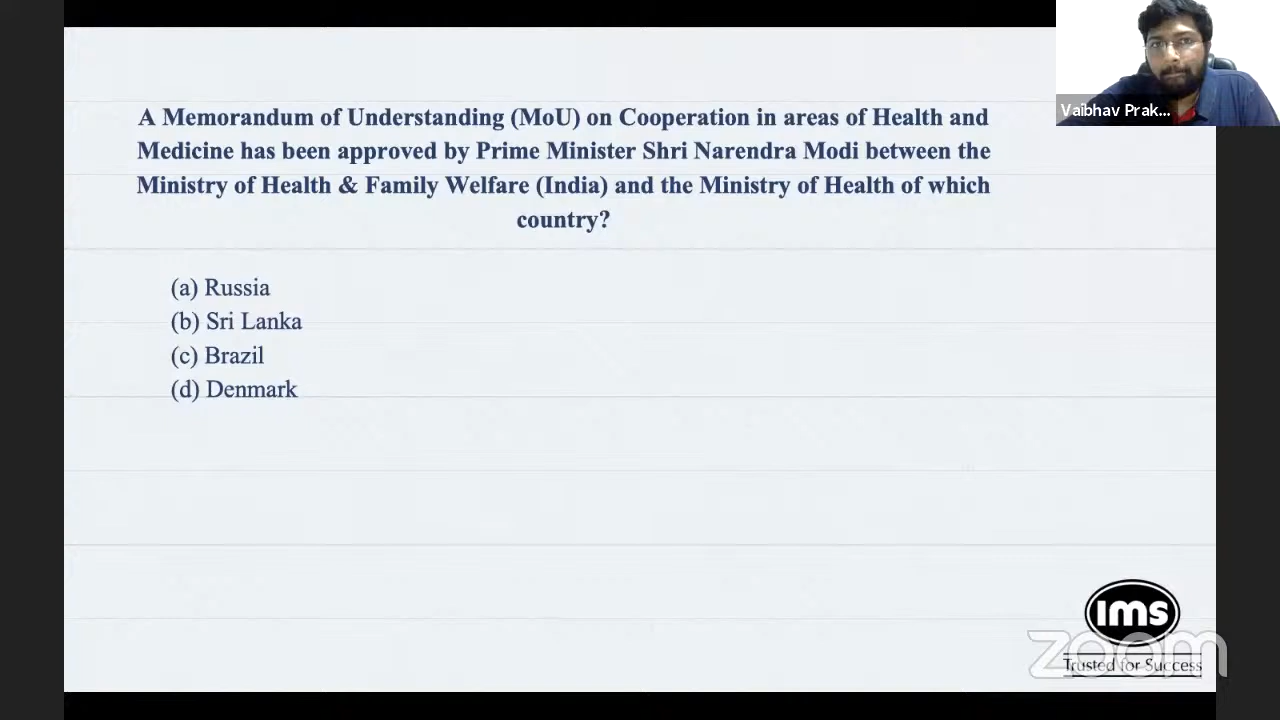 Vaibhav Prak...
A Memorandum of Understanding (MoU) on Cooperation in areas of Health and
Medicine has been approved by Prime Minister Shri Narendra Modi between the
Ministry of Health & Family Welfare (India) and the Ministry of Health of which
country?
(a) Russia
(b) Sri Lanka
(c) Brazil
(d) Denmark
ims
zoom
Trusted for Success